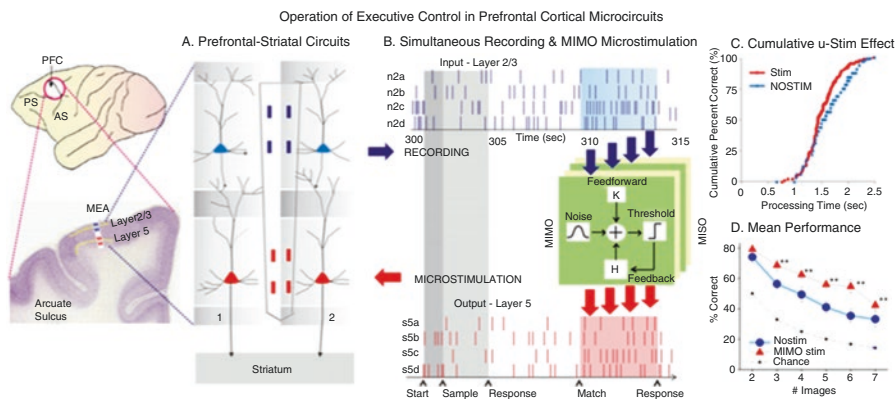 Operation of Executive Control in Prefrontal Cortical Microcircuits
PFC
PS
AS
MEA
Layer2/3
Layer 5
Arcuate
Sulcus
A. Prefrontal-Striatal Circuits
1
2
Striatum
B. Simultaneous Recording & MIMO Microstimulation
Input - Layer 2/3
n2a
n2b
n2c
n2d
Time (sec)
300
305
310
315
RECORDING
MIMO
MISO
Feedforward
K
Noise
Threshold
H
Feedback
MICROSTIMULATION
Output - Layer 5
s5a
s5b
s5c
s5d
Start
Sample
Response
Match
Response
C. Cumulative u-Stim Effect
Cumulative Percent Correct (%)
100
75
50
25
0
Stim
NOSTIM
0
0.5
1.0
1.5
2.0
2.5
Processing Time (sec)
D. Mean Performance
% Correct
80
60
40
20
0
**
**
**
**
**
Nostim
MIMO stim
Chance
2
3
4
5
6
7
# Images